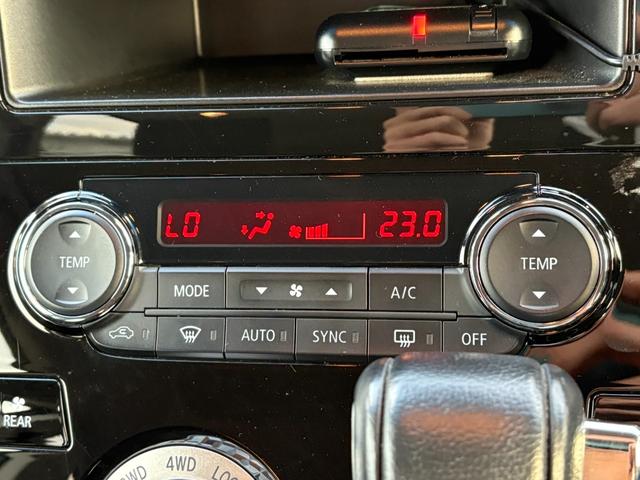 LO 23.0
TEMP TEMP
MODE A/C
AUTO SYNC OFF
REAR
4WD